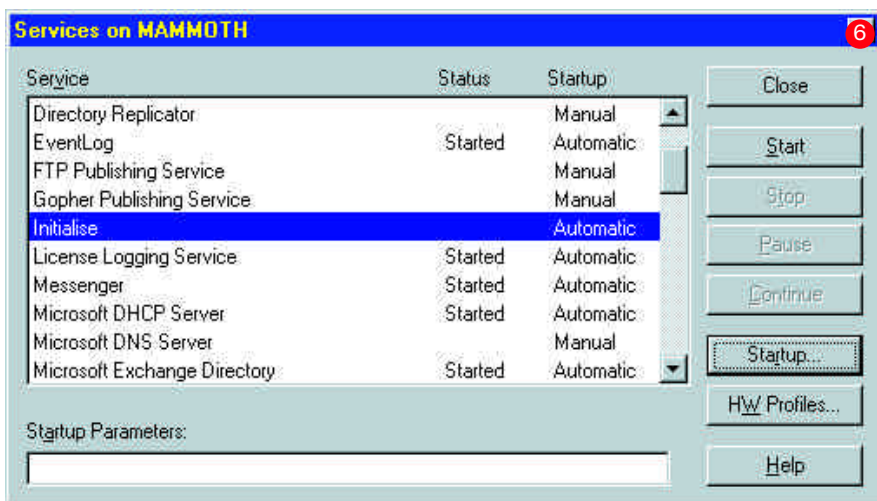 Services on MAMMOTH
6
Service Status Startup
Close
Directory Replicator Manual
EventLog Started Automatic
Start
FTP Publishing Service Manual
Gopher Publishing Service Manual
Stop
Initialise Automatic
Pause
License Logging Service Started Automatic
Messenger Started Automatic
Continue
Microsoft DHCP Server Started Automatic
Microsoft DNS Server Manual
Startup...
Microsoft Exchange Directory Started Automatic
HW Profiles...
Startup Parameters:
Help